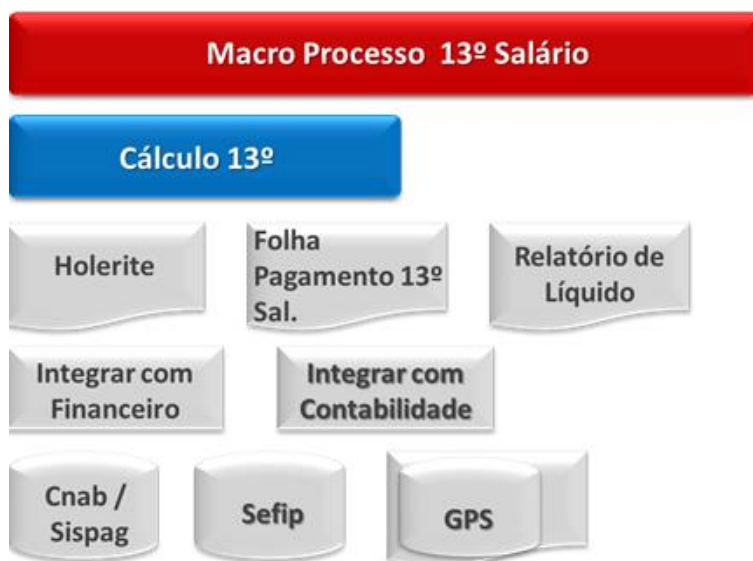 Macro Processo 13º Salário
Cálculo 13º
Holerite
Folha
Pagamento 13º
Sal.
Relatório de
Líquido
Integrar com
Financeiro
Integrar com
Contabilidade
Cnab /
Sispag
Sefip
GPS